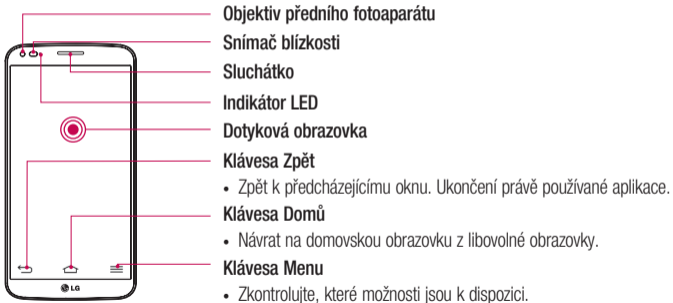 Objektiv předního fotoaparátu
Snímač blízkosti
Sluchátko
Indikátor LED
Dotyková obrazovka
Klávesa Zpět
• Zpět k předcházejícímu oknu. Ukončení právě používané aplikace.
Klávesa Domů
• Návrat na domovskou obrazovku z libovolné obrazovky.
Klávesa Menu
• Zkontrolujte, které možnosti jsou k dispozici.
LG